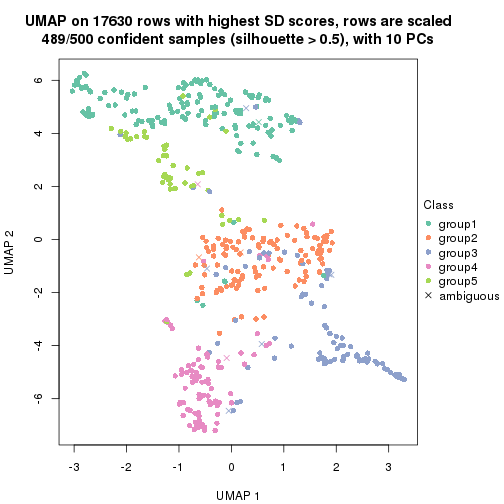 UMAP on 17630 rows with highest SD scores, rows are scaled
489/500 confident samples (silhouette > 0.5), with 10 PCs
6
4
2
0
-2
-4
-6
UMAP 2
-3
-2
-1
0
1
2
3
UMAP 1
Class
group1
group2
group3
group4
group5
ambiguous